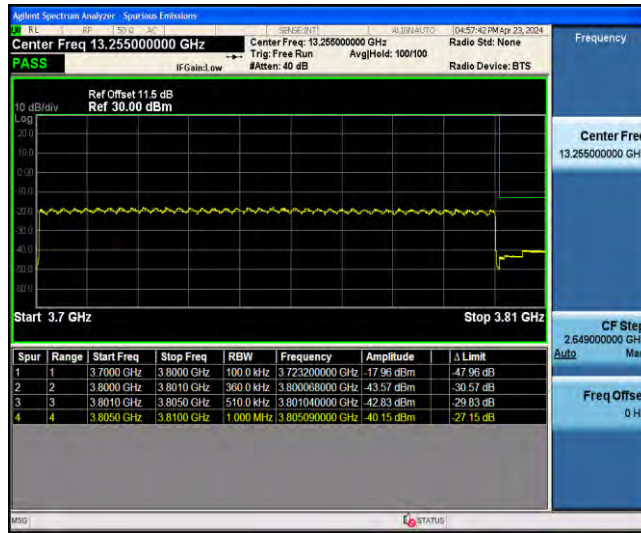 Agilent Spectrum Analyzer - Spurious Emissions
RL RF 50 Ω AC SENSE:INT ALIGN AUTO 04:57:42 PM Apr 23, 2024
Center Freq 13.255000000 GHz Center Freq: 13.255000000 GHz Radio Std: None
Trig: Free Run Avg|Hold: 100/100
PASS IFGain:Low #Atten: 40 dB Radio Device: BTS
Ref Offset 11.5 dB
10 dB/div Ref 30.00 dBm
Log
20.0
10.0
0.00
-10.0
-20.0
-30.0
-40.0
-50.0
-60.0
Start 3.7 GHz Stop 3.81 GHz
Spur Range Start Freq Stop Freq RBW Frequency Amplitude Δ Limit
1 1 3.7000 GHz 3.8000 GHz 100.0 kHz 3.723200000 GHz -17.96 dBm -47.96 dB
2 2 3.8000 GHz 3.8010 GHz 360.0 kHz 3.800068000 GHz -43.57 dBm -30.57 dB
3 3 3.8010 GHz 3.8050 GHz 510.0 kHz 3.801040000 GHz -42.83 dBm -29.83 dB
4 4 3.8050 GHz 3.8100 GHz 1.000 MHz 3.805090000 GHz -40.15 dBm -27.15 dB
MSG STATUS
Frequency
Center Fre
13.255000000 GH
CF Step
2.649000000 GH
Auto Ma
Freq Offse
0 H